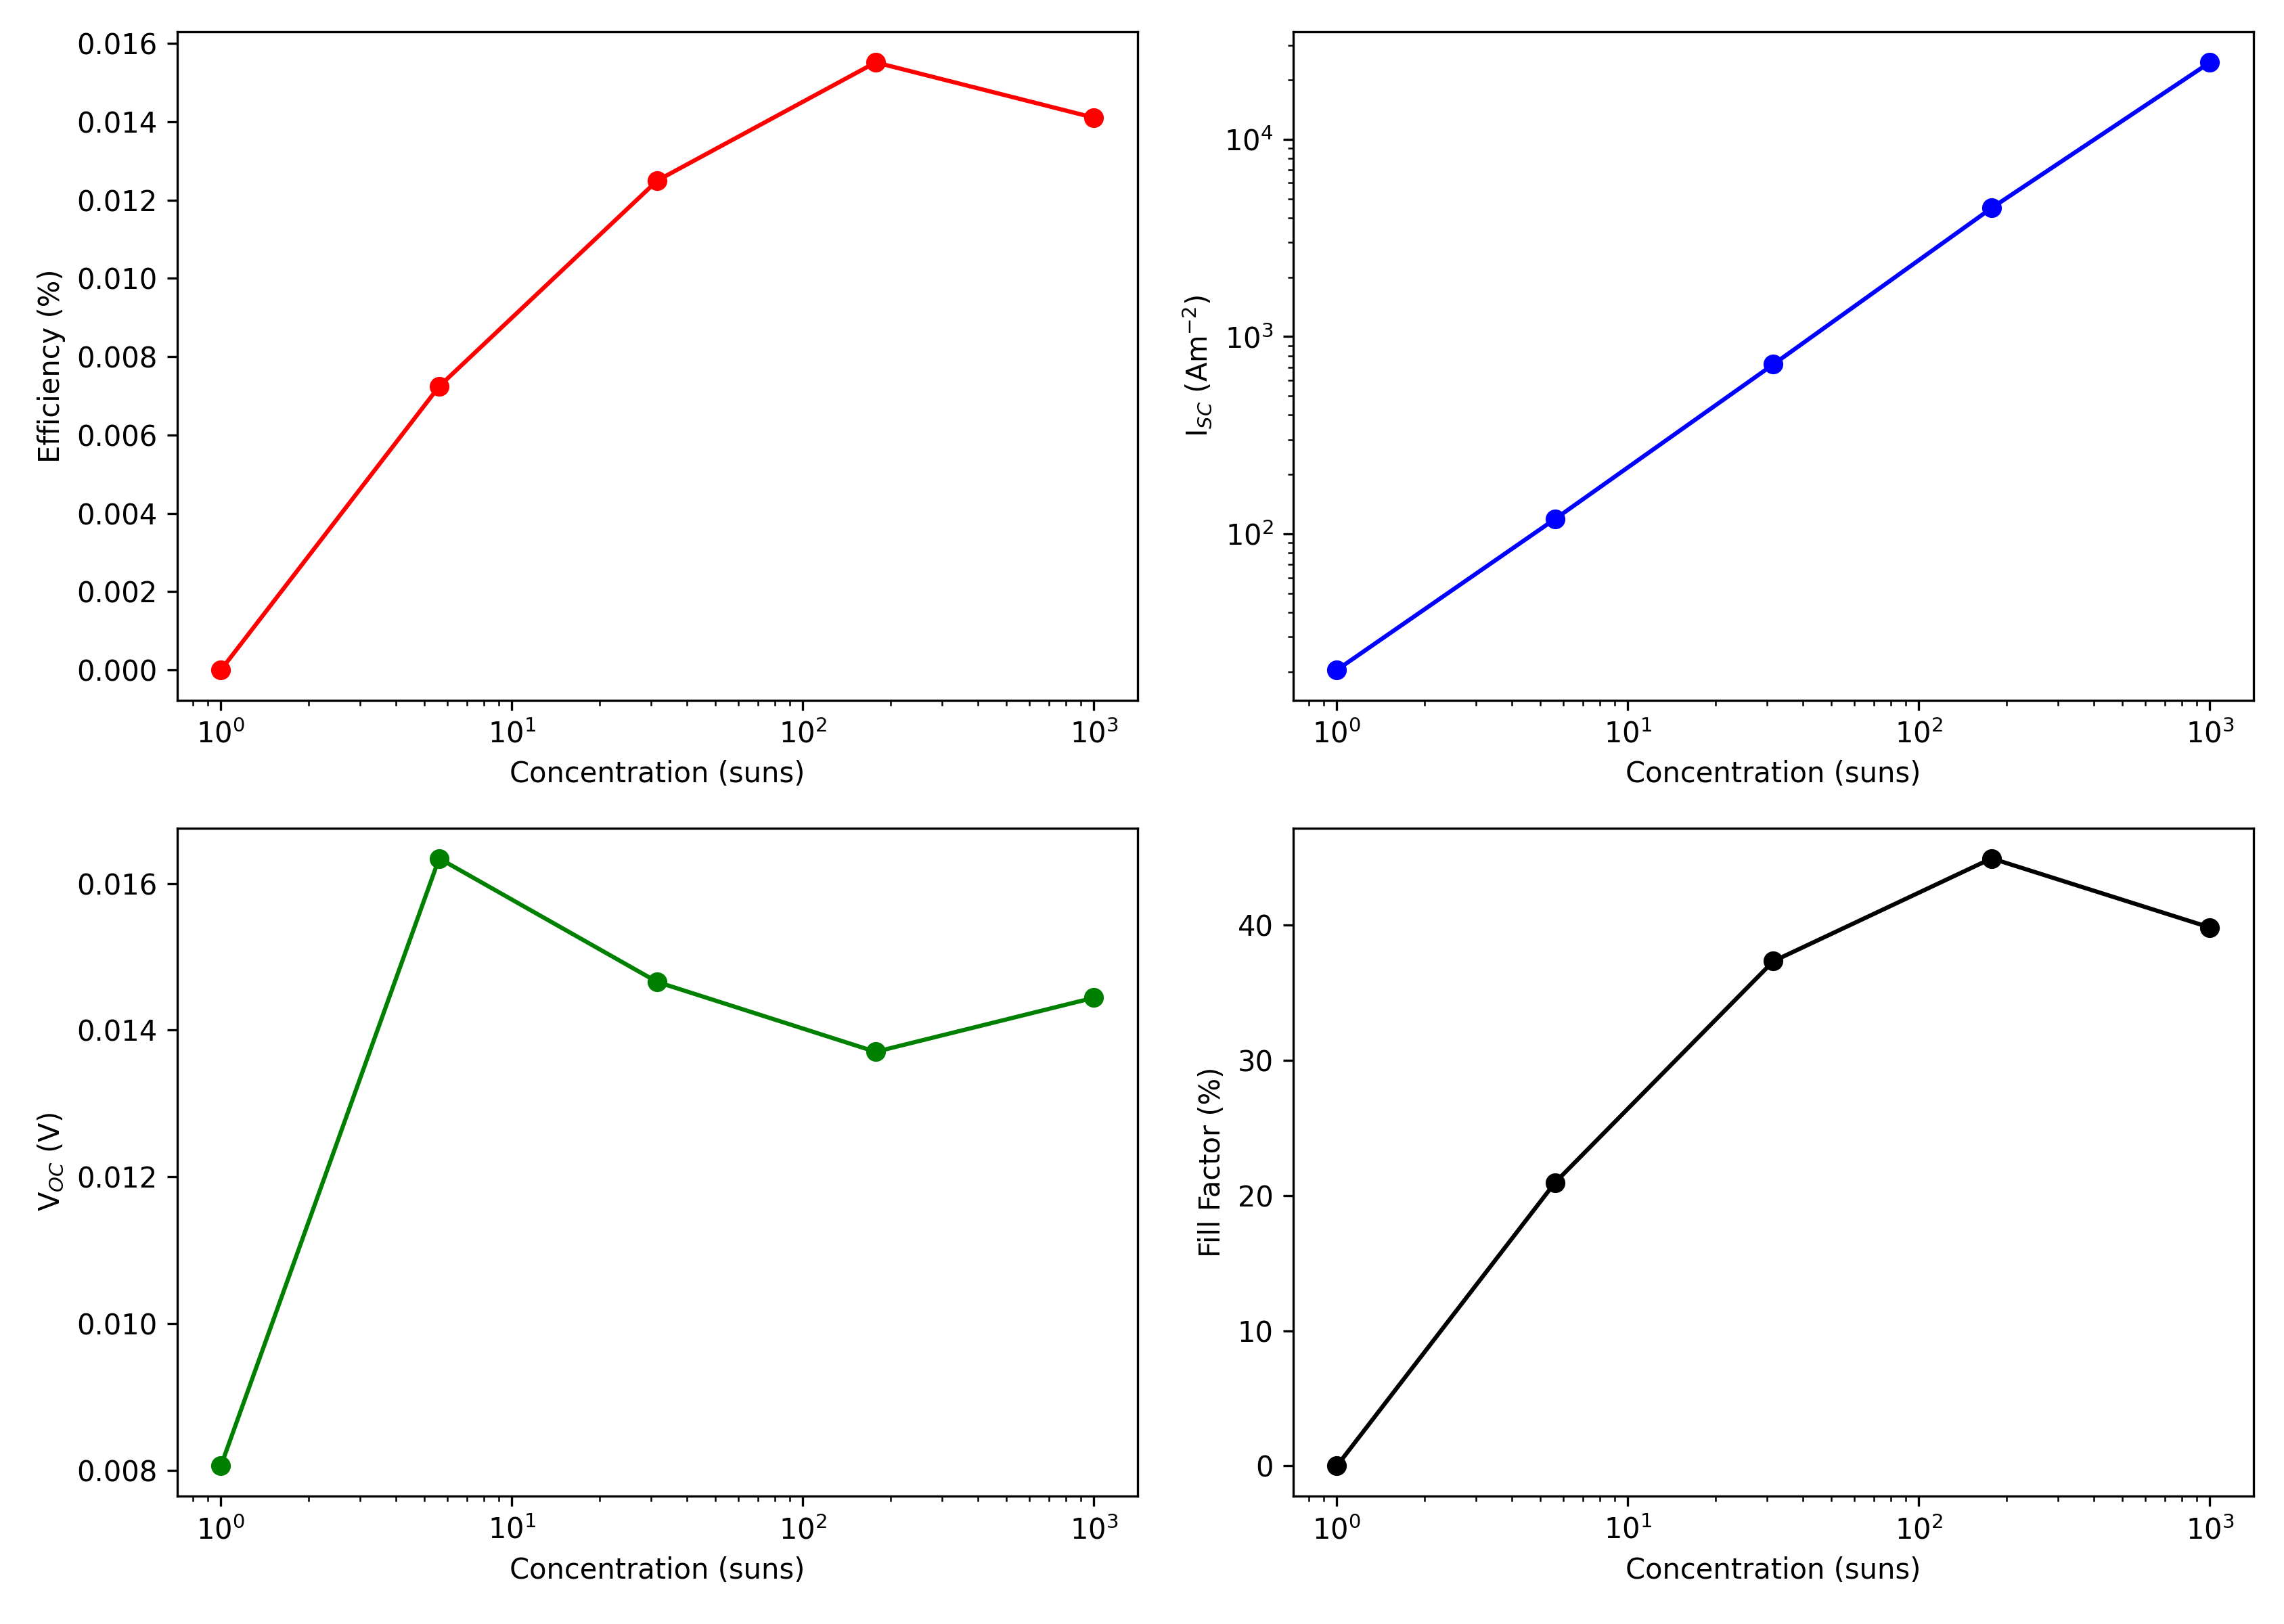 0.016
0.014
0.012
0.010
0.008
0.006
0.004
0.002
0.000
Efficiency (%)
10⁰ 10¹ 10² 10³
Concentration (suns)
10⁴
10³
10²
I_SC (Am⁻²)
10⁰ 10¹ 10² 10³
Concentration (suns)
0.016
0.014
0.012
0.010
0.008
V_OC (V)
10⁰ 10¹ 10² 10³
Concentration (suns)
40
30
20
10
0
Fill Factor (%)
10⁰ 10¹ 10² 10³
Concentration (suns)